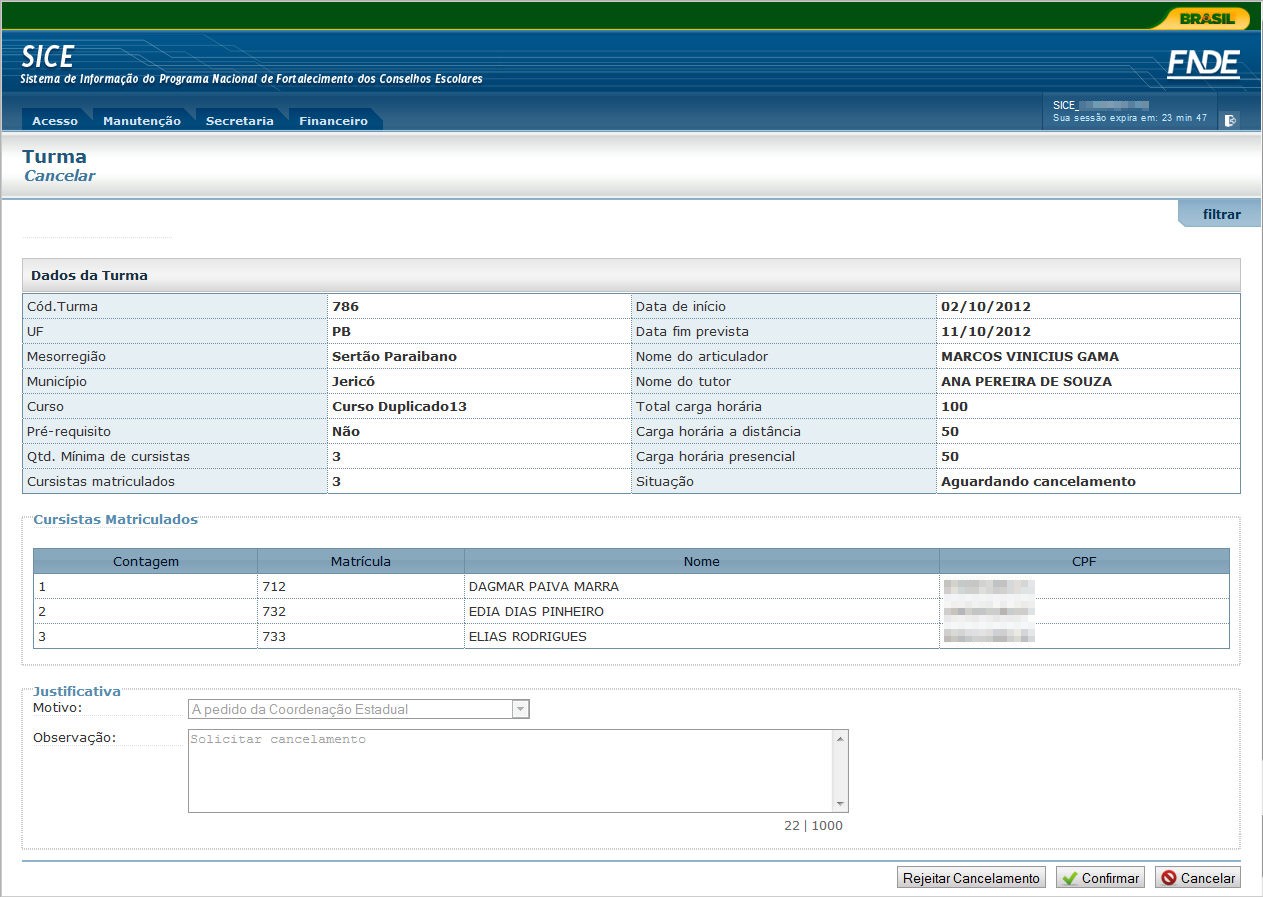 BRASIL
SICE
Sistema de Informação do Programa Nacional de Fortalecimento dos Conselhos Escolares
FNDE
SICE_
Sua sessão expira em: 23 min 47
Acesso Manutenção Secretaria Financeiro
Turma
Cancelar
filtrar
Dados da Turma
Cód.Turma 786 Data de início 02/10/2012
UF PB Data fim prevista 11/10/2012
Mesorregião Sertão Paraibano Nome do articulador MARCOS VINICIUS GAMA
Município Jericó Nome do tutor ANA PEREIRA DE SOUZA
Curso Curso Duplicado13 Total carga horária 100
Pré-requisito Não Carga horária a distância 50
Qtd. Mínima de cursistas 3 Carga horária presencial 50
Cursistas matriculados 3 Situação Aguardando cancelamento
Cursistas Matriculados
Contagem Matrícula Nome CPF
1 712 DAGMAR PAIVA MARRA
2 732 EDIA DIAS PINHEIRO
3 733 ELIAS RODRIGUES
Justificativa
Motivo: A pedido da Coordenação Estadual
Observação: Solicitar cancelamento
22 | 1000
Rejeitar Cancelamento Confirmar Cancelar